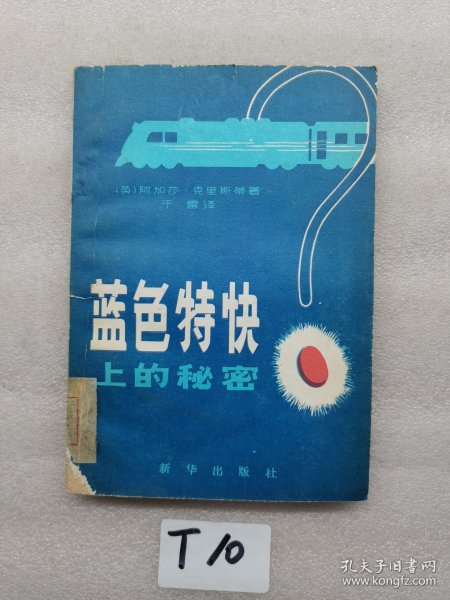 (英)阿加莎·克里斯蒂著
于雷译
蓝色特快
上的秘密
新华出版社
T10
孔夫子旧书网
www.kongfz.com